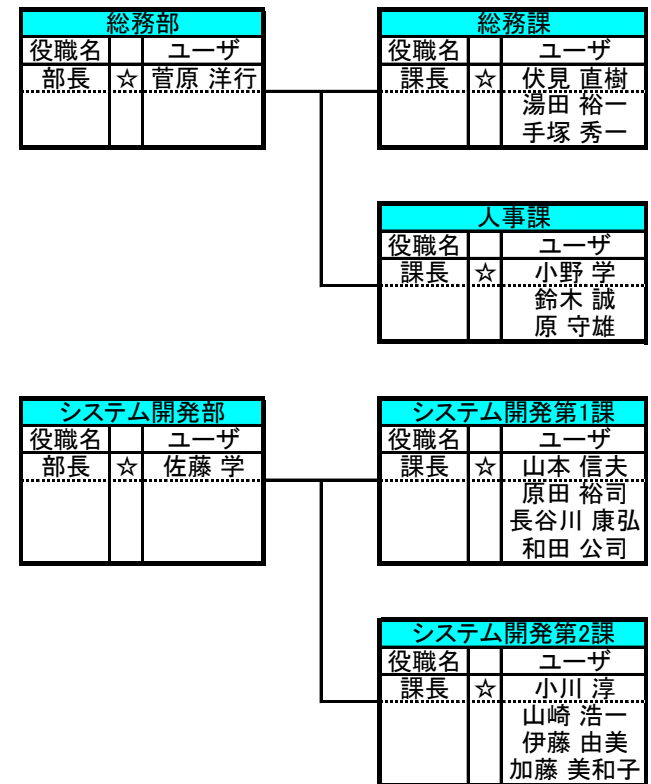 総務部
役職名 ユーザ
部長 ☆ 菅原 洋行
総務課
役職名 ユーザ
課長 ☆ 伏見 直樹
湯田 裕一
手塚 秀一
人事課
役職名 ユーザ
課長 ☆ 小野 学
鈴木 誠
原 守雄
システム開発部
役職名 ユーザ
部長 ☆ 佐藤 学
システム開発第1課
役職名 ユーザ
課長 ☆ 山本 信夫
原田 裕司
長谷川 康弘
和田 公司
システム開発第2課
役職名 ユーザ
課長 ☆ 小川 淳
山崎 浩一
伊藤 由美
加藤 美和子